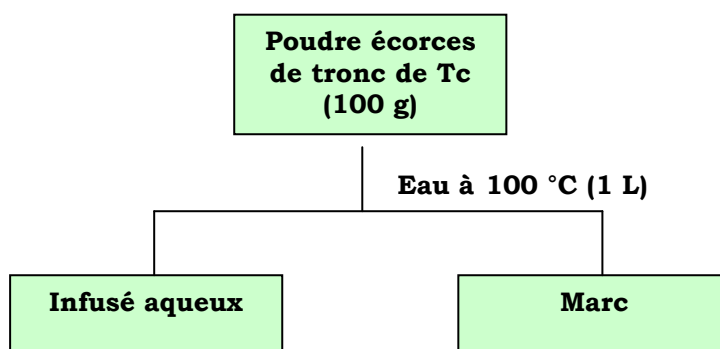 Poudre écorces
de tronc de Tc
(100 g)
Eau à 100 °C (1 L)
Infusé aqueux
Marc